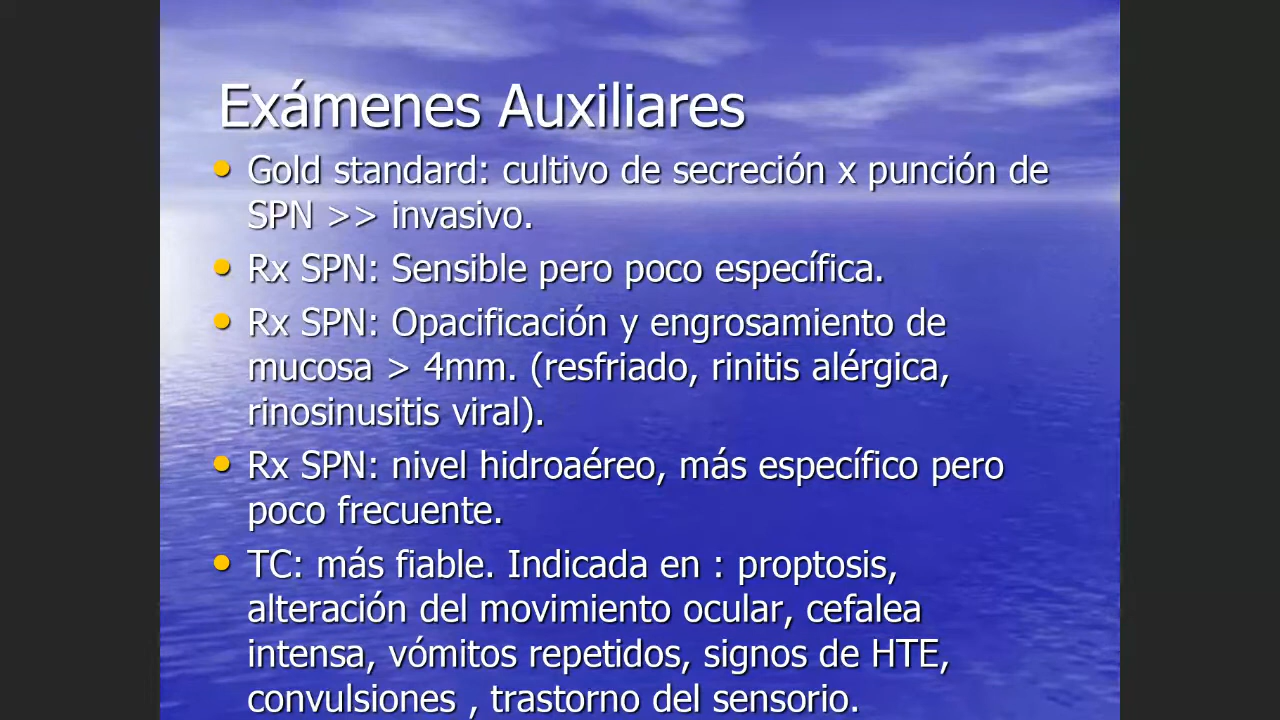 Exámenes Auxiliares
Gold standard: cultivo de secreción x punción de
SPN >> invasivo.
Rx SPN: Sensible pero poco específica.
Rx SPN: Opacificación y engrosamiento de
mucosa > 4mm. (resfriado, rinitis alérgica,
rinosinusitis viral).
Rx SPN: nivel hidroaéreo, más específico pero
poco frecuente.
TC: más fiable. Indicada en : proptosis,
alteración del movimiento ocular, cefalea
intensa, vómitos repetidos, signos de HTE,
convulsiones , trastorno del sensorio.